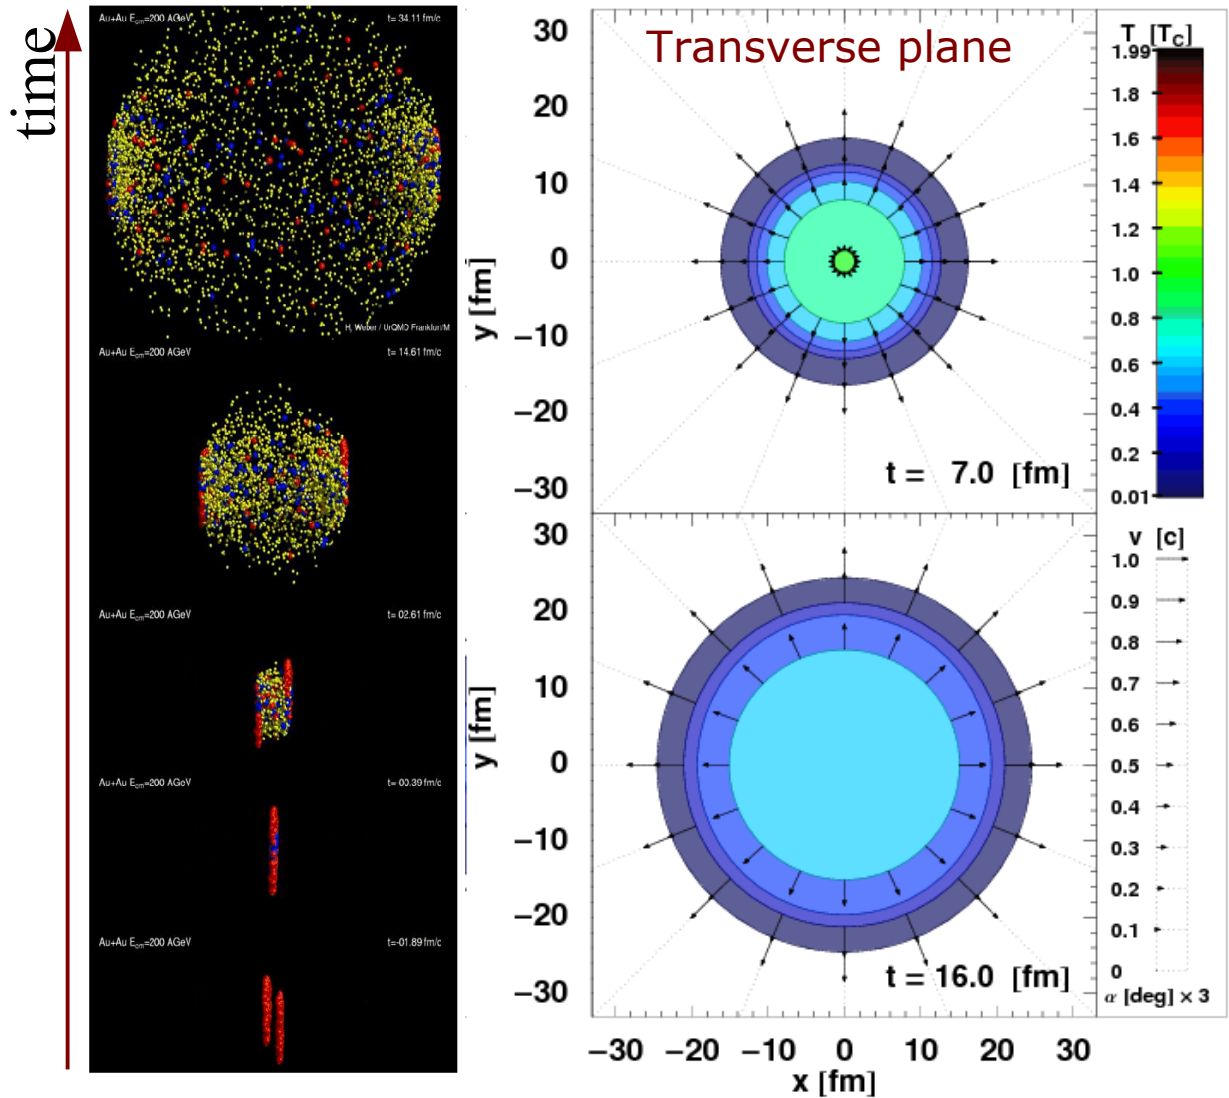 time
Au+Au Ecm=200 AGeV
t= 34.11 fm/c
H. Weber / UrQMD Frankfurt/M
Au+Au Ecm=200 AGeV
t= 14.61 fm/c
Au+Au Ecm=200 AGeV
t= 02.61 fm/c
Au+Au Ecm=200 AGeV
t= 00.39 fm/c
Au+Au Ecm=200 AGeV
t=-01.89 fm/c
Transverse plane
30
20
10
0
−10
−20
−30
y [fm]
t = 7.0 [fm]
30
20
10
0
−10
−20
−30
y [fm]
t = 16.0 [fm]
−30 −20 −10 0 10 20 30
x [fm]
T [TC]
1.99
1.8
1.6
1.4
1.2
1.0
0.8
0.6
0.4
0.2
0.01
v [c]
1.0
0.9
0.8
0.7
0.6
0.5
0.4
0.3
0.2
0.1
0
α [deg] × 3